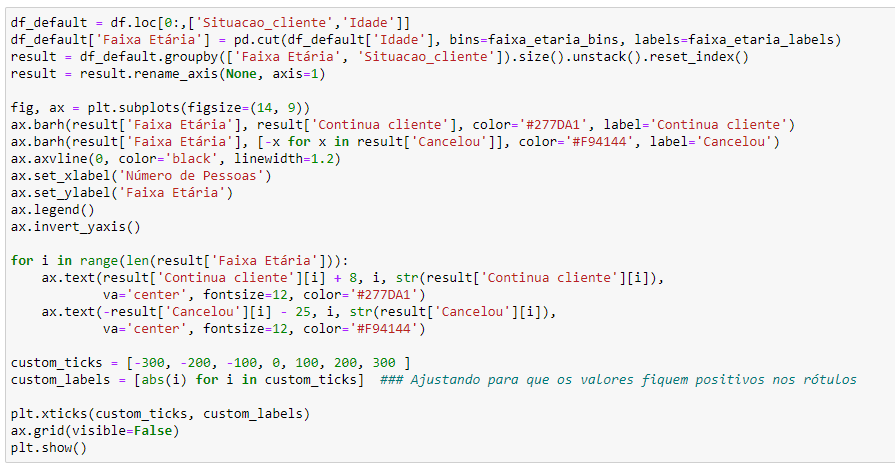 df_default = df.loc[0:,['Situacao_cliente','Idade']]
df_default['Faixa Etária'] = pd.cut(df_default['Idade'], bins=faixa_etaria_bins, labels=faixa_etaria_labels)
result = df_default.groupby(['Faixa Etária', 'Situacao_cliente']).size().unstack().reset_index()
result = result.rename_axis(None, axis=1)

fig, ax = plt.subplots(figsize=(14, 9))
ax.barh(result['Faixa Etária'], result['Continua cliente'], color='#277DA1', label='Continua cliente')
ax.barh(result['Faixa Etária'], [-x for x in result['Cancelou']], color='#F94144', label='Cancelou')
ax.axvline(0, color='black', linewidth=1.2)
ax.set_xlabel('Número de Pessoas')
ax.set_ylabel('Faixa Etária')
ax.legend()
ax.invert_yaxis()

for i in range(len(result['Faixa Etária'])):
    ax.text(result['Continua cliente'][i] + 8, i, str(result['Continua cliente'][i]),
            va='center', fontsize=12, color='#277DA1')
    ax.text(-result['Cancelou'][i] - 25, i, str(result['Cancelou'][i]),
            va='center', fontsize=12, color='#F94144')

custom_ticks = [-300, -200, -100, 0, 100, 200, 300 ]
custom_labels = [abs(i) for i in custom_ticks]  ### Ajustando para que os valores fiquem positivos nos rótulos

plt.xticks(custom_ticks, custom_labels)
ax.grid(visible=False)
plt.show()